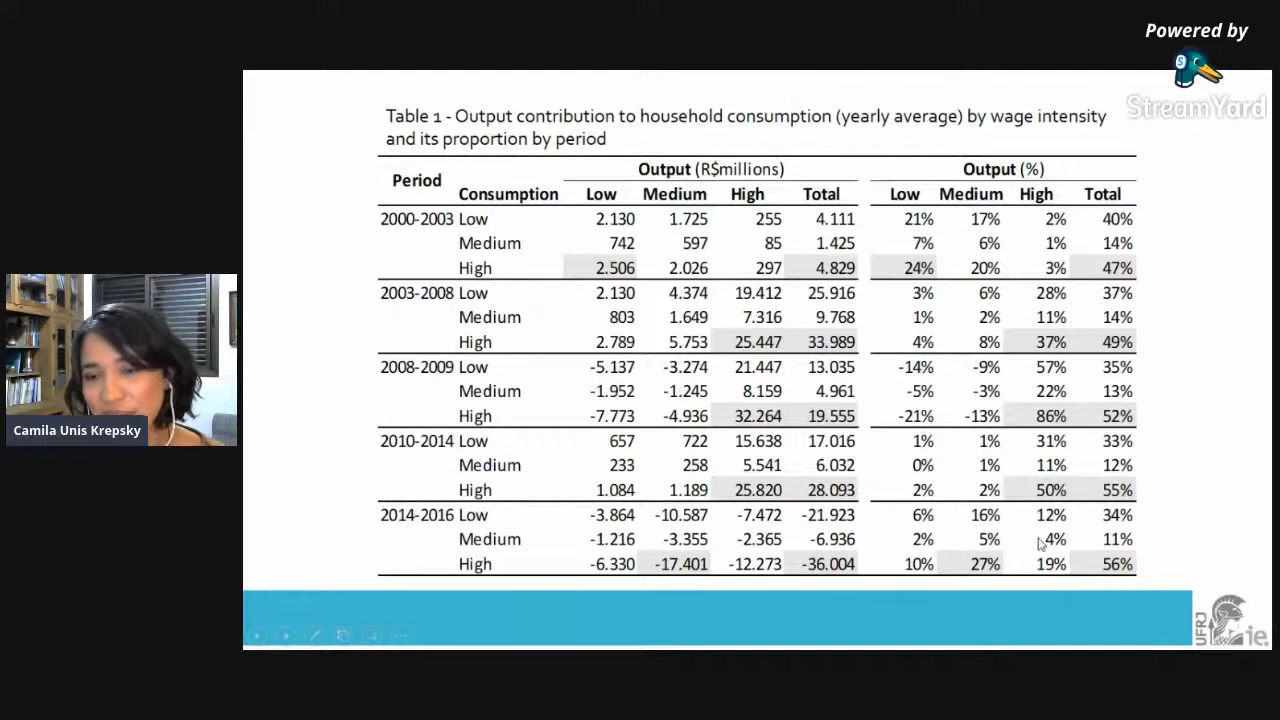 Powered by
StreamYard
Table 1 - Output contribution to household consumption (yearly average) by wage intensity
and its proportion by period
Period Consumption Output (R$millions) Output (%)
Low Medium High Total Low Medium High Total
2000-2003 Low 2.130 1.725 255 4.111 21% 17% 2% 40%
Medium 742 597 85 1.425 7% 6% 1% 14%
High 2.506 2.026 297 4.829 24% 20% 3% 47%
2003-2008 Low 2.130 4.374 19.412 25.916 3% 6% 28% 37%
Medium 803 1.649 7.316 9.768 1% 2% 11% 14%
High 2.789 5.753 25.447 33.989 4% 8% 37% 49%
2008-2009 Low -5.137 -3.274 21.447 13.035 -14% -9% 57% 35%
Medium -1.952 -1.245 8.159 4.961 -5% -3% 22% 13%
High -7.773 -4.936 32.264 19.555 -21% -13% 86% 52%
2010-2014 Low 657 722 15.638 17.016 1% 1% 31% 33%
Medium 233 258 5.541 6.032 0% 1% 11% 12%
High 1.084 1.189 25.820 28.093 2% 2% 50% 55%
2014-2016 Low -3.864 -10.587 -7.472 -21.923 6% 16% 12% 34%
Medium -1.216 -3.355 -2.365 -6.936 2% 5% 4% 11%
High -6.330 -17.401 -12.273 -36.004 10% 27% 19% 56%
Camila Unis Krepsky
UFRJ ie.